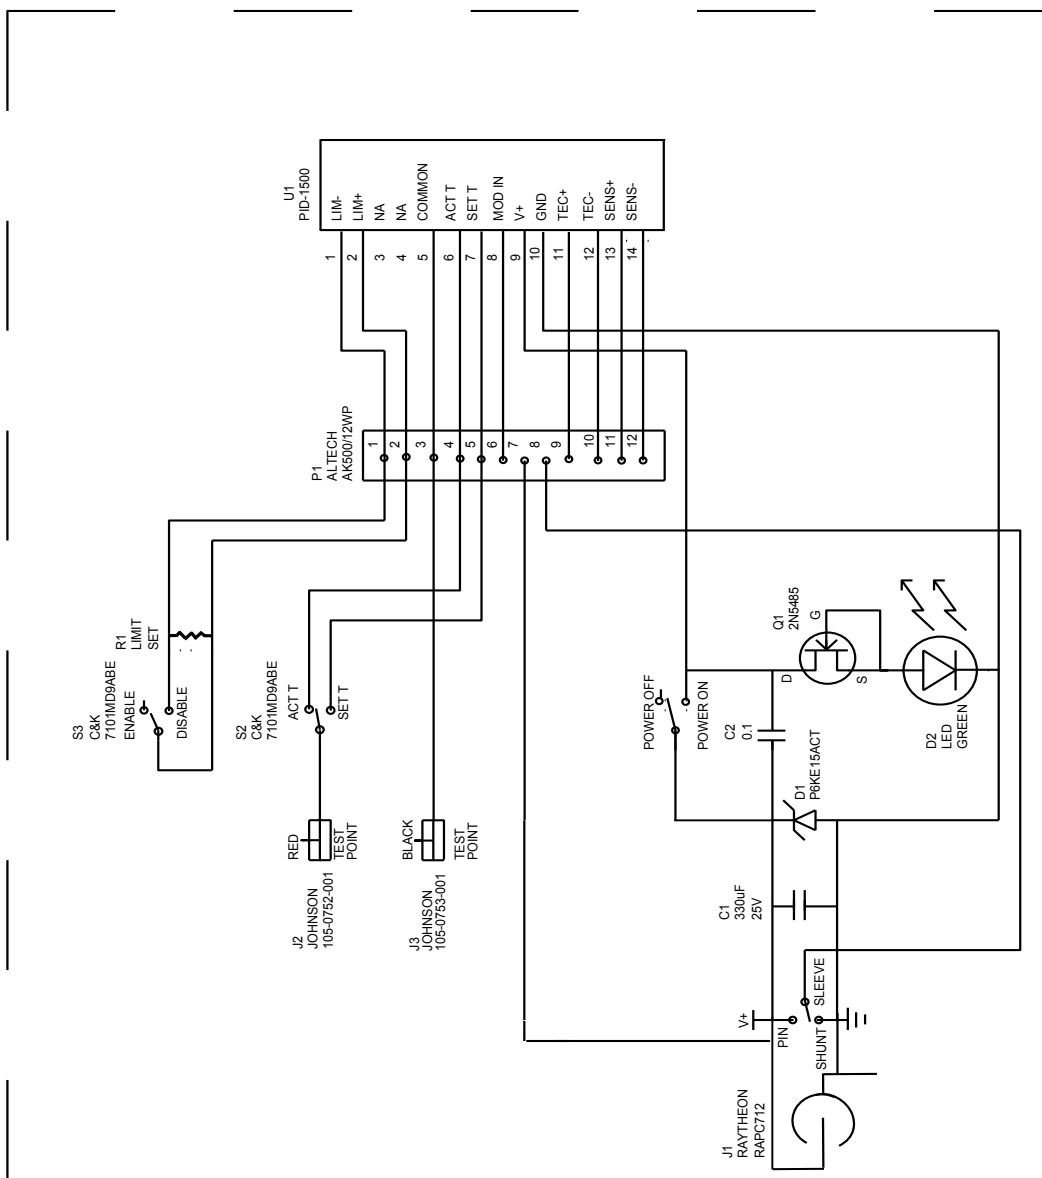 U1
PID-1500
LIM-
LIM+
NA
NA
COMMON
ACT T
SET T
MOD IN
V+
GND
TEC+
TEC-
SENS+
SENS-
1
2
3
4
5
6
7
8
9
10
11
12
13
14
P1
ALTECH
AK500/12WP
1
2
3
4
5
6
7
8
9
10
11
12
R1
LIMIT
SET
S3
C&K
7101MD9ABE
ENABLE
DISABLE
S2
C&K
7101MD9ABE
ACT T
SET T
RED
TEST
POINT
J2
JOHNSON
105-0752-001
BLACK
TEST
POINT
J3
JOHNSON
105-0753-001
Q1
2N5485
D
G
S
POWER OFF
POWER ON
C2
0.1
D2
LED
GREEN
D1
P6KE15ACT
C1
330uF
25V
V+
PIN
SLEEVE
SHUNT
J1
RAYTHEON
RAPC712